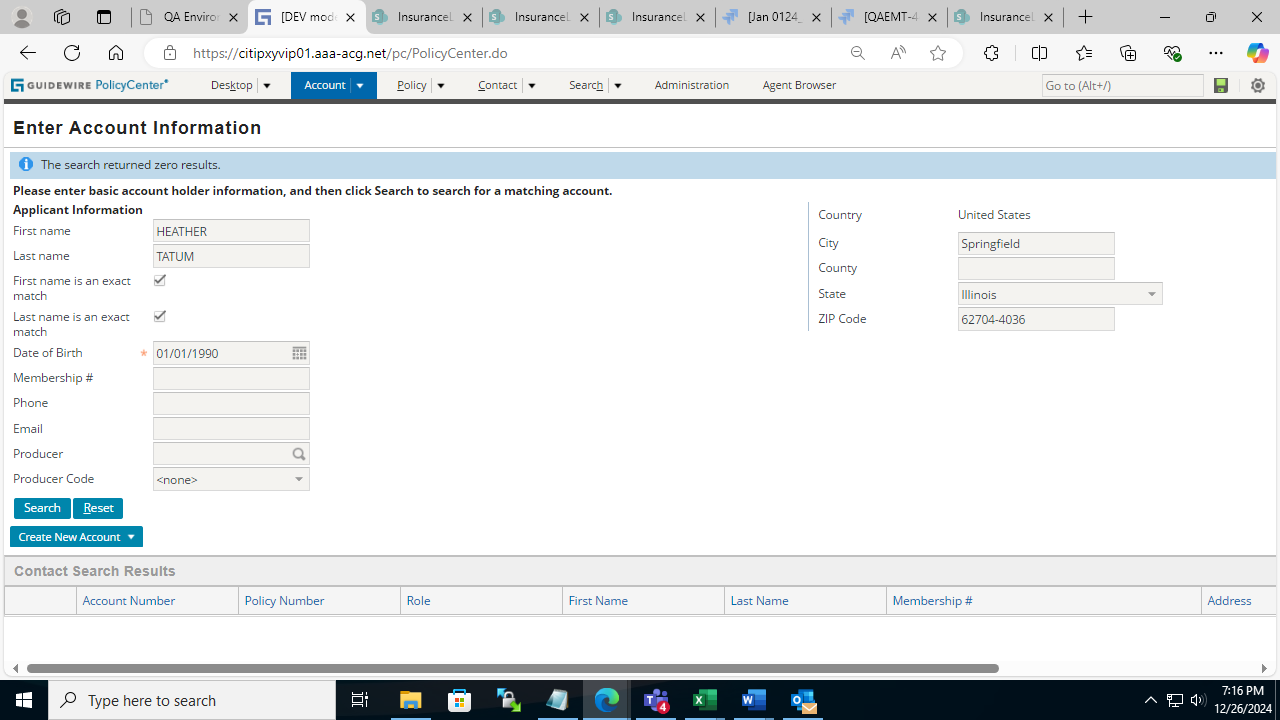 QA Environ
[DEV mode
InsuranceL
InsuranceL
InsuranceL
[Jan 0124_
[QAEMT-4
InsuranceL
https://citipxyvip01.aaa-acg.net/pc/PolicyCenter.do
GUIDEWIRE PolicyCenter
Desktop
Account
Policy
Contact
Search
Administration
Agent Browser
Go to (Alt+/)
Enter Account Information
The search returned zero results.
Please enter basic account holder information, and then click Search to search for a matching account.
Applicant Information
First name HEATHER
Last name TATUM
First name is an exact
match
Last name is an exact
match
Date of Birth * 01/01/1990
Membership #
Phone
Email
Producer
Producer Code <none>
Country United States
City Springfield
County
State Illinois
ZIP Code 62704-4036
Search Reset
Create New Account
Contact Search Results
Account Number Policy Number Role First Name Last Name Membership # Address
Type here to search
4
7:16 PM
12/26/2024